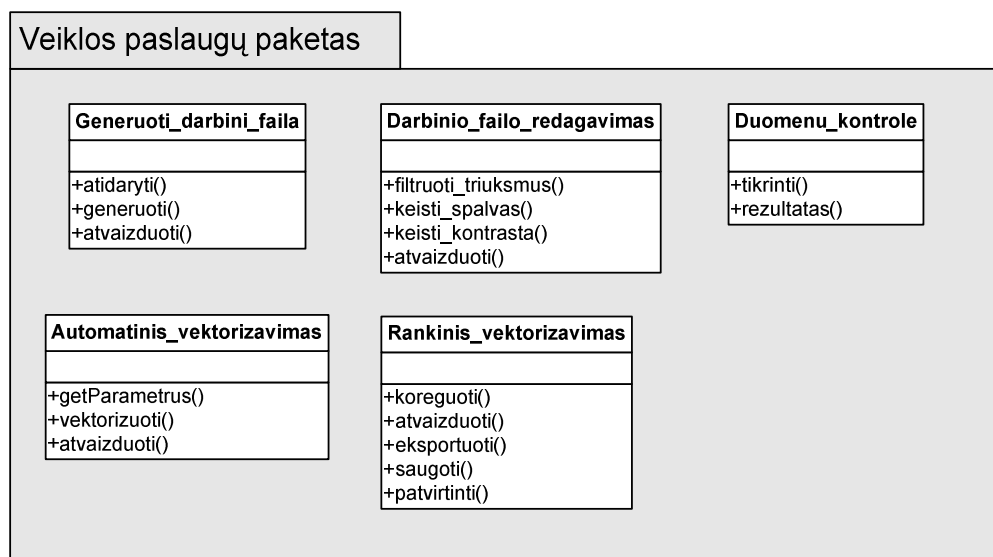 Veiklos paslaugų paketas
Generuoti_darbini_faila
+atidaryti()
+generuoti()
+atvaizduoti()
Darbinio_failo_redagavimas
+filtruoti_triuksmus()
+keisti_spalvas()
+keisti_kontrasta()
+atvaizduoti()
Duomenu_kontrole
+tikrinti()
+rezultatas()
Automatinis_vektorizavimas
+getParametrus()
+vektorizuoti()
+atvaizduoti()
Rankinis_vektorizavimas
+koreguoti()
+atvaizduoti()
+eksportuoti()
+saugoti()
+patvirtinti()